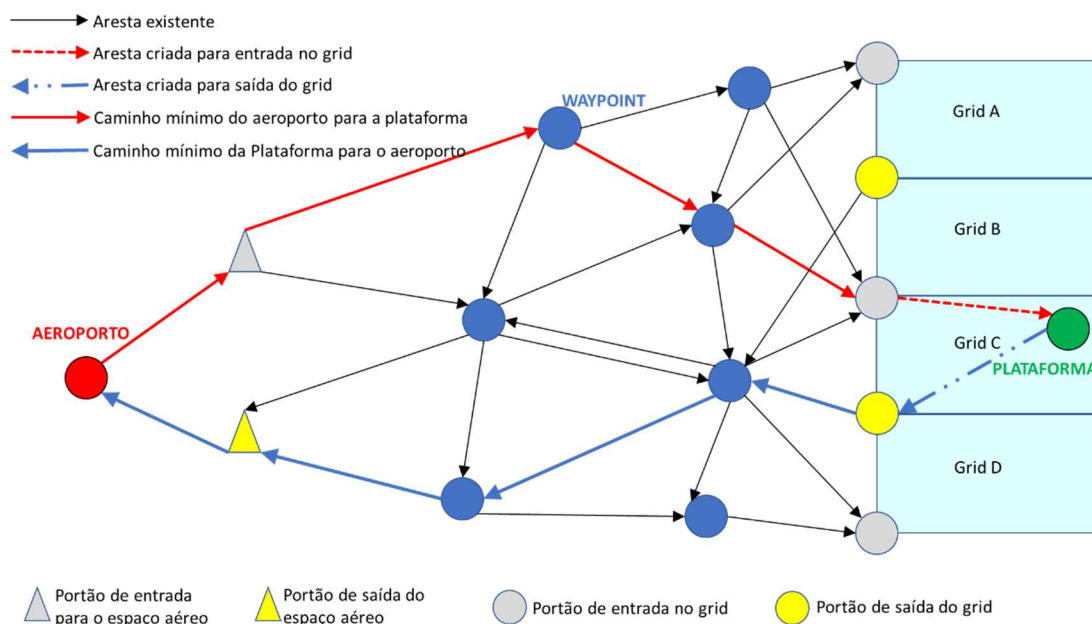 Aresta existente
Aresta criada para entrada no grid
Aresta criada para saída do grid
Caminho mínimo do aeroporto para a plataforma
Caminho mínimo da Plataforma para o aeroporto
WAYPOINT
Grid A
Grid B
AEROPORTO
Grid C
PLATAFORMA
Grid D
Portão de entrada
para o espaço aéreo
Portão de saída do
espaço aéreo
Portão de entrada no grid
Portão de saída do grid